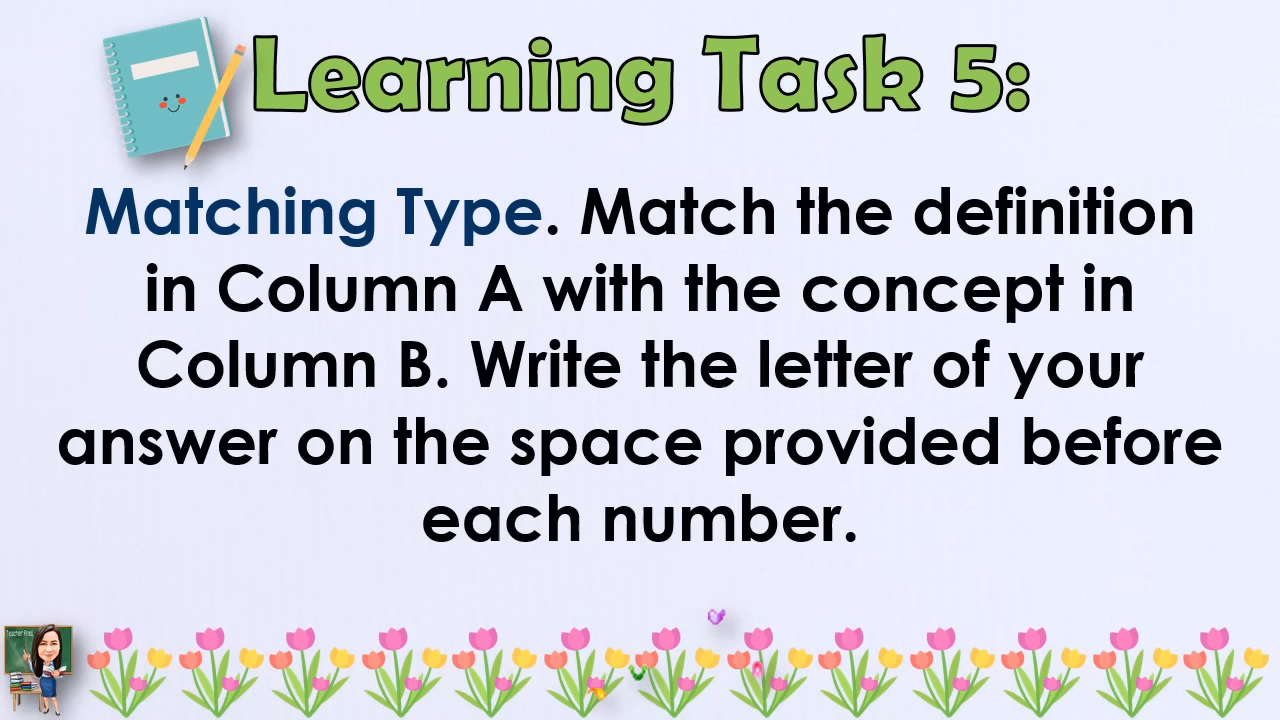 Learning Task 5:
Matching Type. Match the definition
in Column A with the concept in
Column B. Write the letter of your
answer on the space provided before
each number.